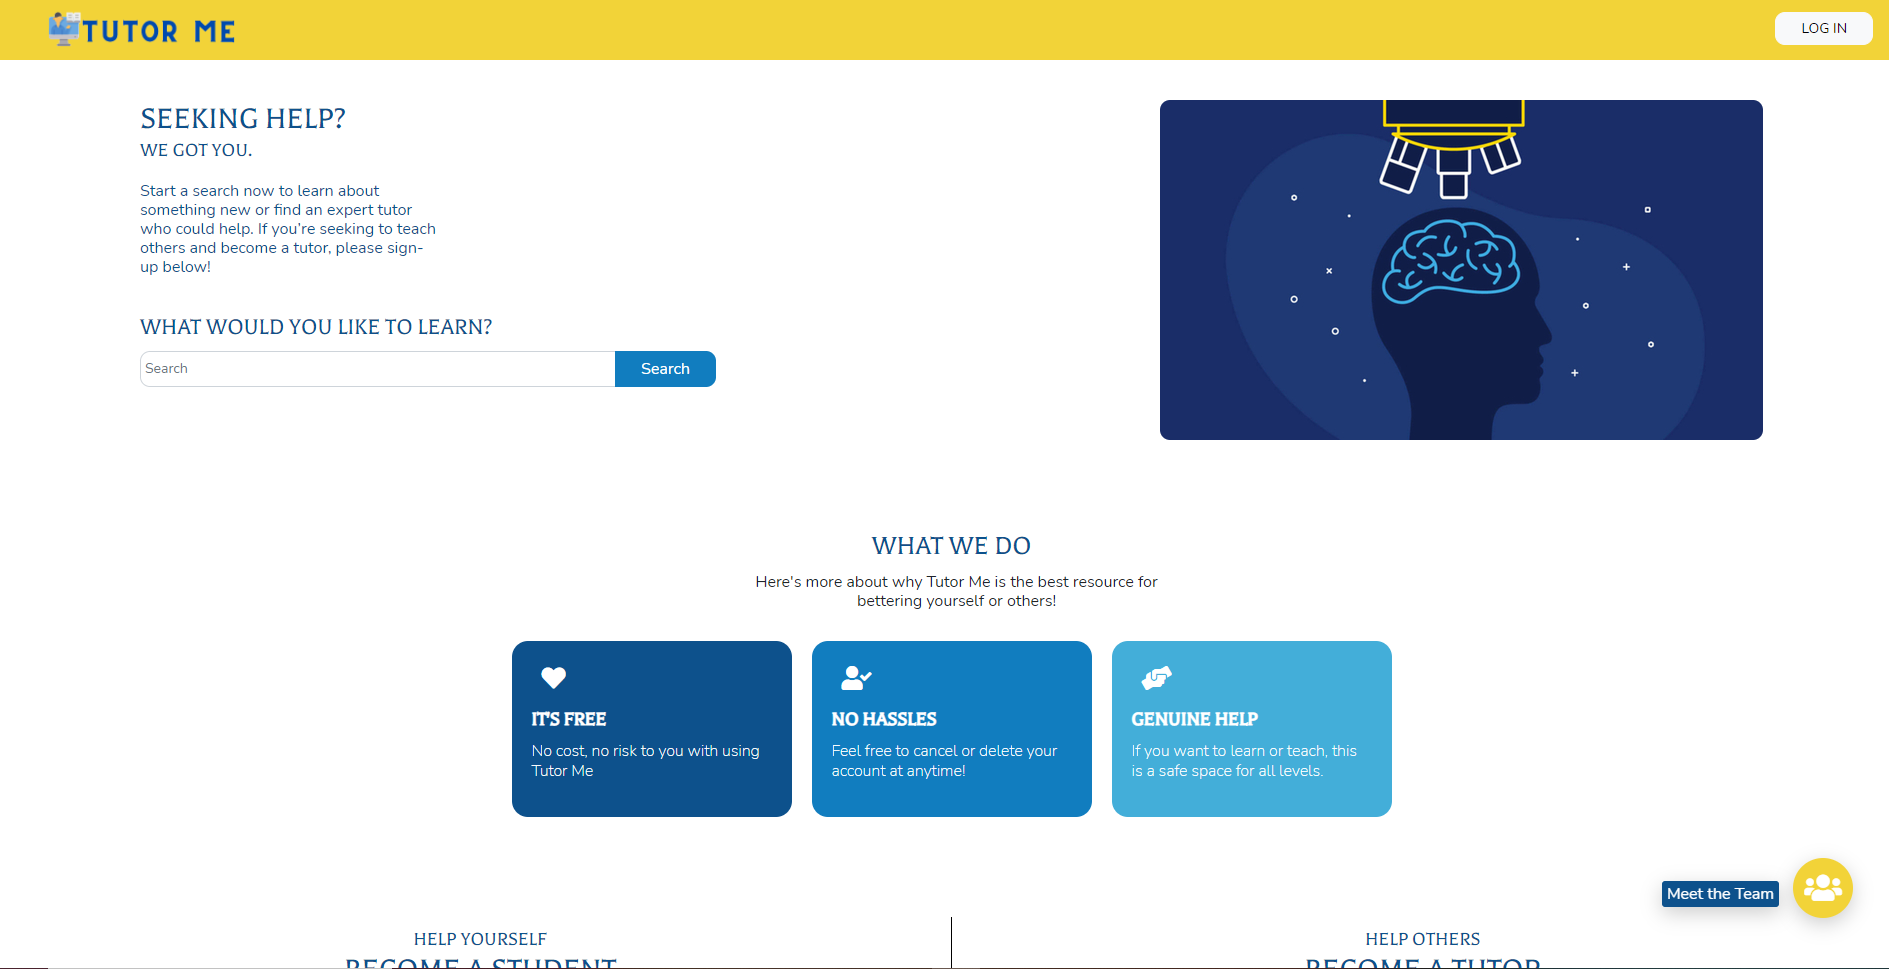 TUTOR ME
LOG IN
SEEKING HELP?
WE GOT YOU.
Start a search now to learn about
something new or find an expert tutor
who could help. If you're seeking to teach
others and become a tutor, please sign-
up below!
WHAT WOULD YOU LIKE TO LEARN?
Search
Search
WHAT WE DO
Here's more about why Tutor Me is the best resource for
bettering yourself or others!
IT'S FREE
No cost, no risk to you with using
Tutor Me
NO HASSLES
Feel free to cancel or delete your
account at anytime!
GENUINE HELP
If you want to learn or teach, this
is a safe space for all levels.
Meet the Team
HELP YOURSELF
BECOME A STUDENT
HELP OTHERS
BECOME A TUTOR